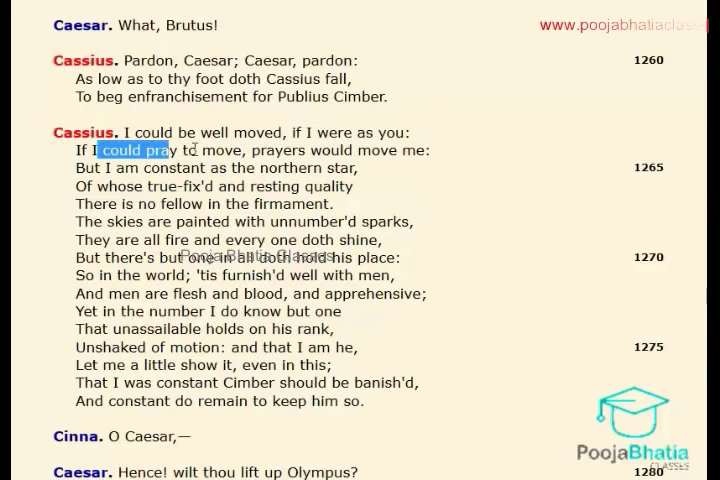 Caesar. What, Brutus!
www.poojabhatiaclasses
Cassius. Pardon, Caesar; Caesar, pardon: 1260
As low as to thy foot doth Cassius fall,
To beg enfranchisement for Publius Cimber.
Cassius. I could be well moved, if I were as you:
If I could pray to move, prayers would move me:
But I am constant as the northern star, 1265
Of whose true-fix'd and resting quality
There is no fellow in the firmament.
The skies are painted with unnumber'd sparks,
They are all fire and every one doth shine,
But there's but one in all doth hold his place: 1270
Pooja Bhatia Classes
So in the world; 'tis furnish'd well with men,
And men are flesh and blood, and apprehensive;
Yet in the number I do know but one
That unassailable holds on his rank,
Unshaked of motion: and that I am he, 1275
Let me a little show it, even in this;
That I was constant Cimber should be banish'd,
And constant do remain to keep him so.
Cinna. O Caesar,—
PoojaBhatia
CLASSES
Caesar. Hence! wilt thou lift up Olympus? 1280